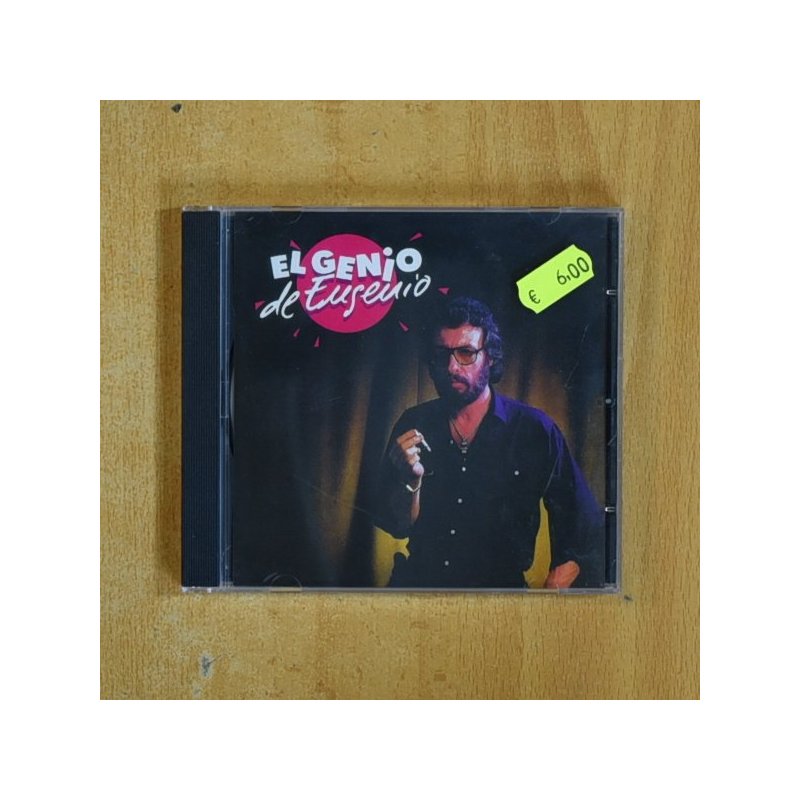 EL GENiO
de Eugenio
€ 6,00